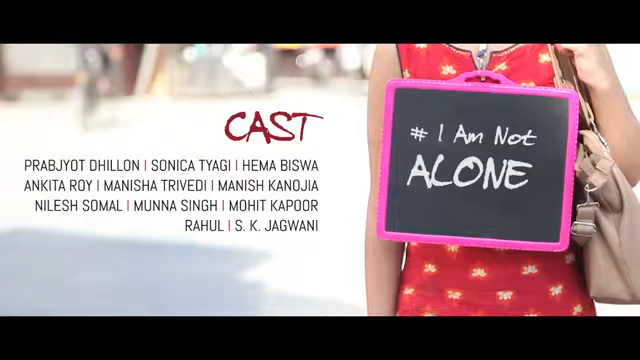 CAST
PRABJYOT DHILLON | SONICA TYAGI | HEMA BISWA
ANKITA ROY | MANISHA TRIVEDI | MANISH KANOJIA
NILESH SOMAL | MUNNA SINGH | MOHIT KAPOOR
RAHUL | S. K. JAGWANI
# I Am Not
ALONE